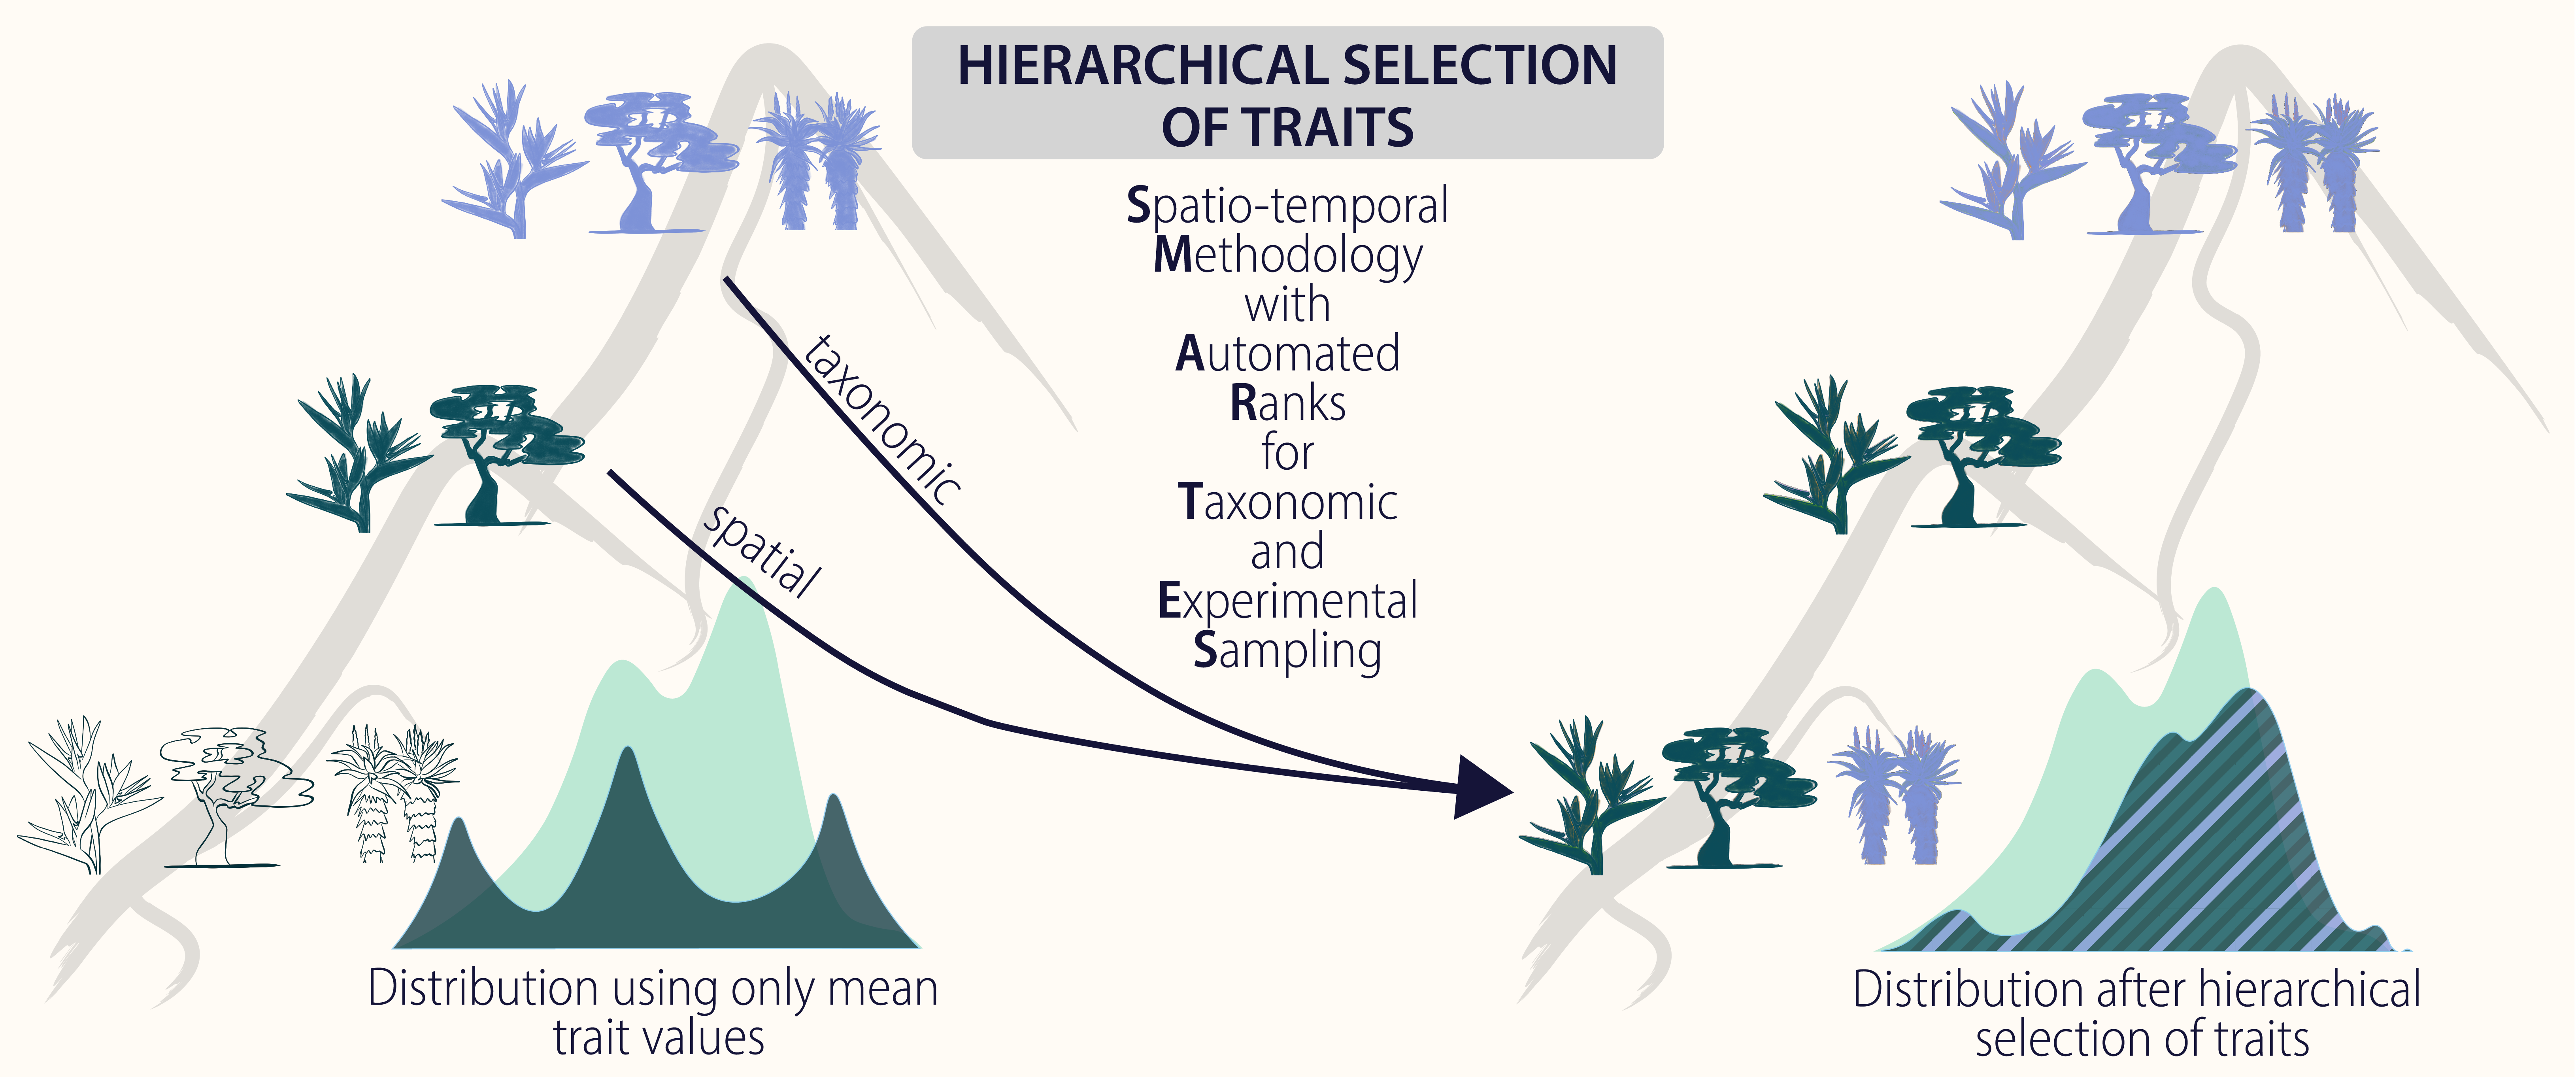 HIERARCHICAL SELECTION
OF TRAITS
Spatio-temporal
Methodology
with
Automated
Ranks
for
Taxonomic
and
Experimental
Sampling
taxonomic
spatial
Distribution using only mean
trait values
Distribution after hierarchical
selection of traits